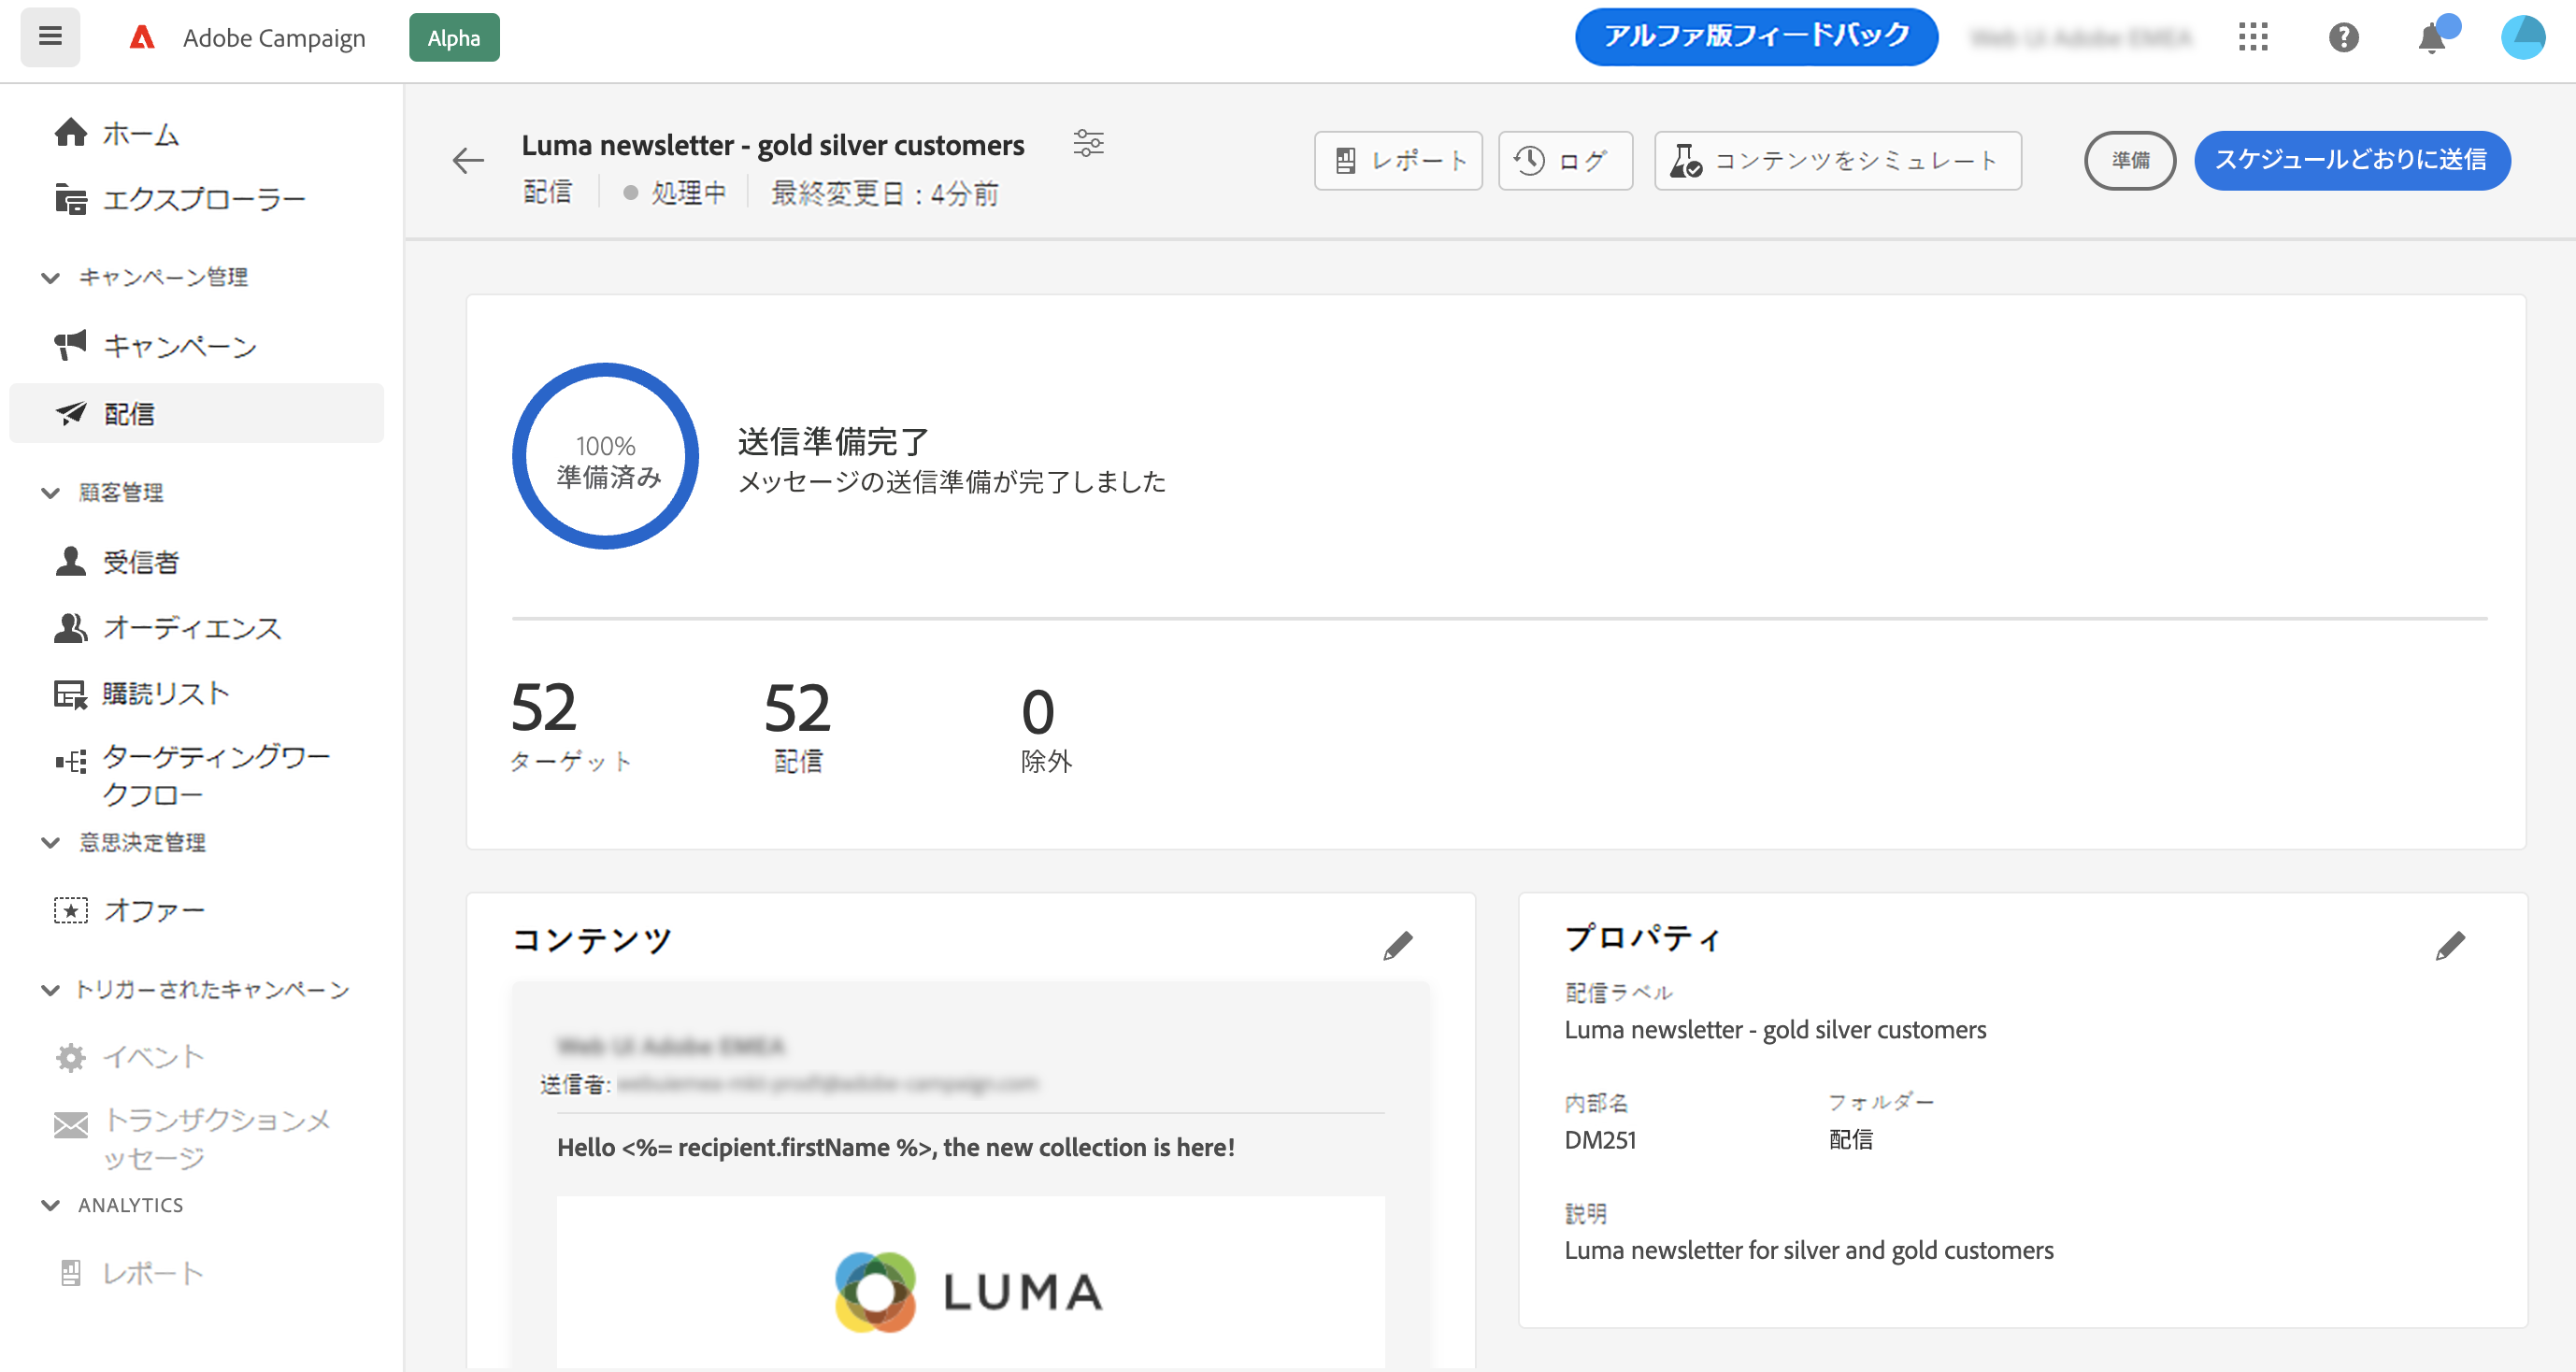 Adobe Campaign
Alpha
アルファ版フィードバック
ホーム
エクスプローラー
キャンペーン管理
キャンペーン
配信
顧客管理
受信者
オーディエンス
購読リスト
ターゲティングワー
クフロー
意思決定管理
オファー
トリガーされたキャンペーン
イベント
トランザクションメ
ッセージ
ANALYTICS
レポート
Luma newsletter - gold silver customers
配信
処理中
最終変更日：4分前
レポート
ログ
コンテンツをシミュレート
準備
スケジュールどおりに送信
100%
準備済み
送信準備完了
メッセージの送信準備が完了しました
52
ターゲット
52
配信
0
除外
コンテンツ
Web UI Adobe EMEA
送信者:
Hello <%= recipient.firstName %>, the new collection is here!
LUMA
プロパティ
配信ラベル
Luma newsletter - gold silver customers
内部名
DM251
フォルダー
配信
説明
Luma newsletter for silver and gold customers